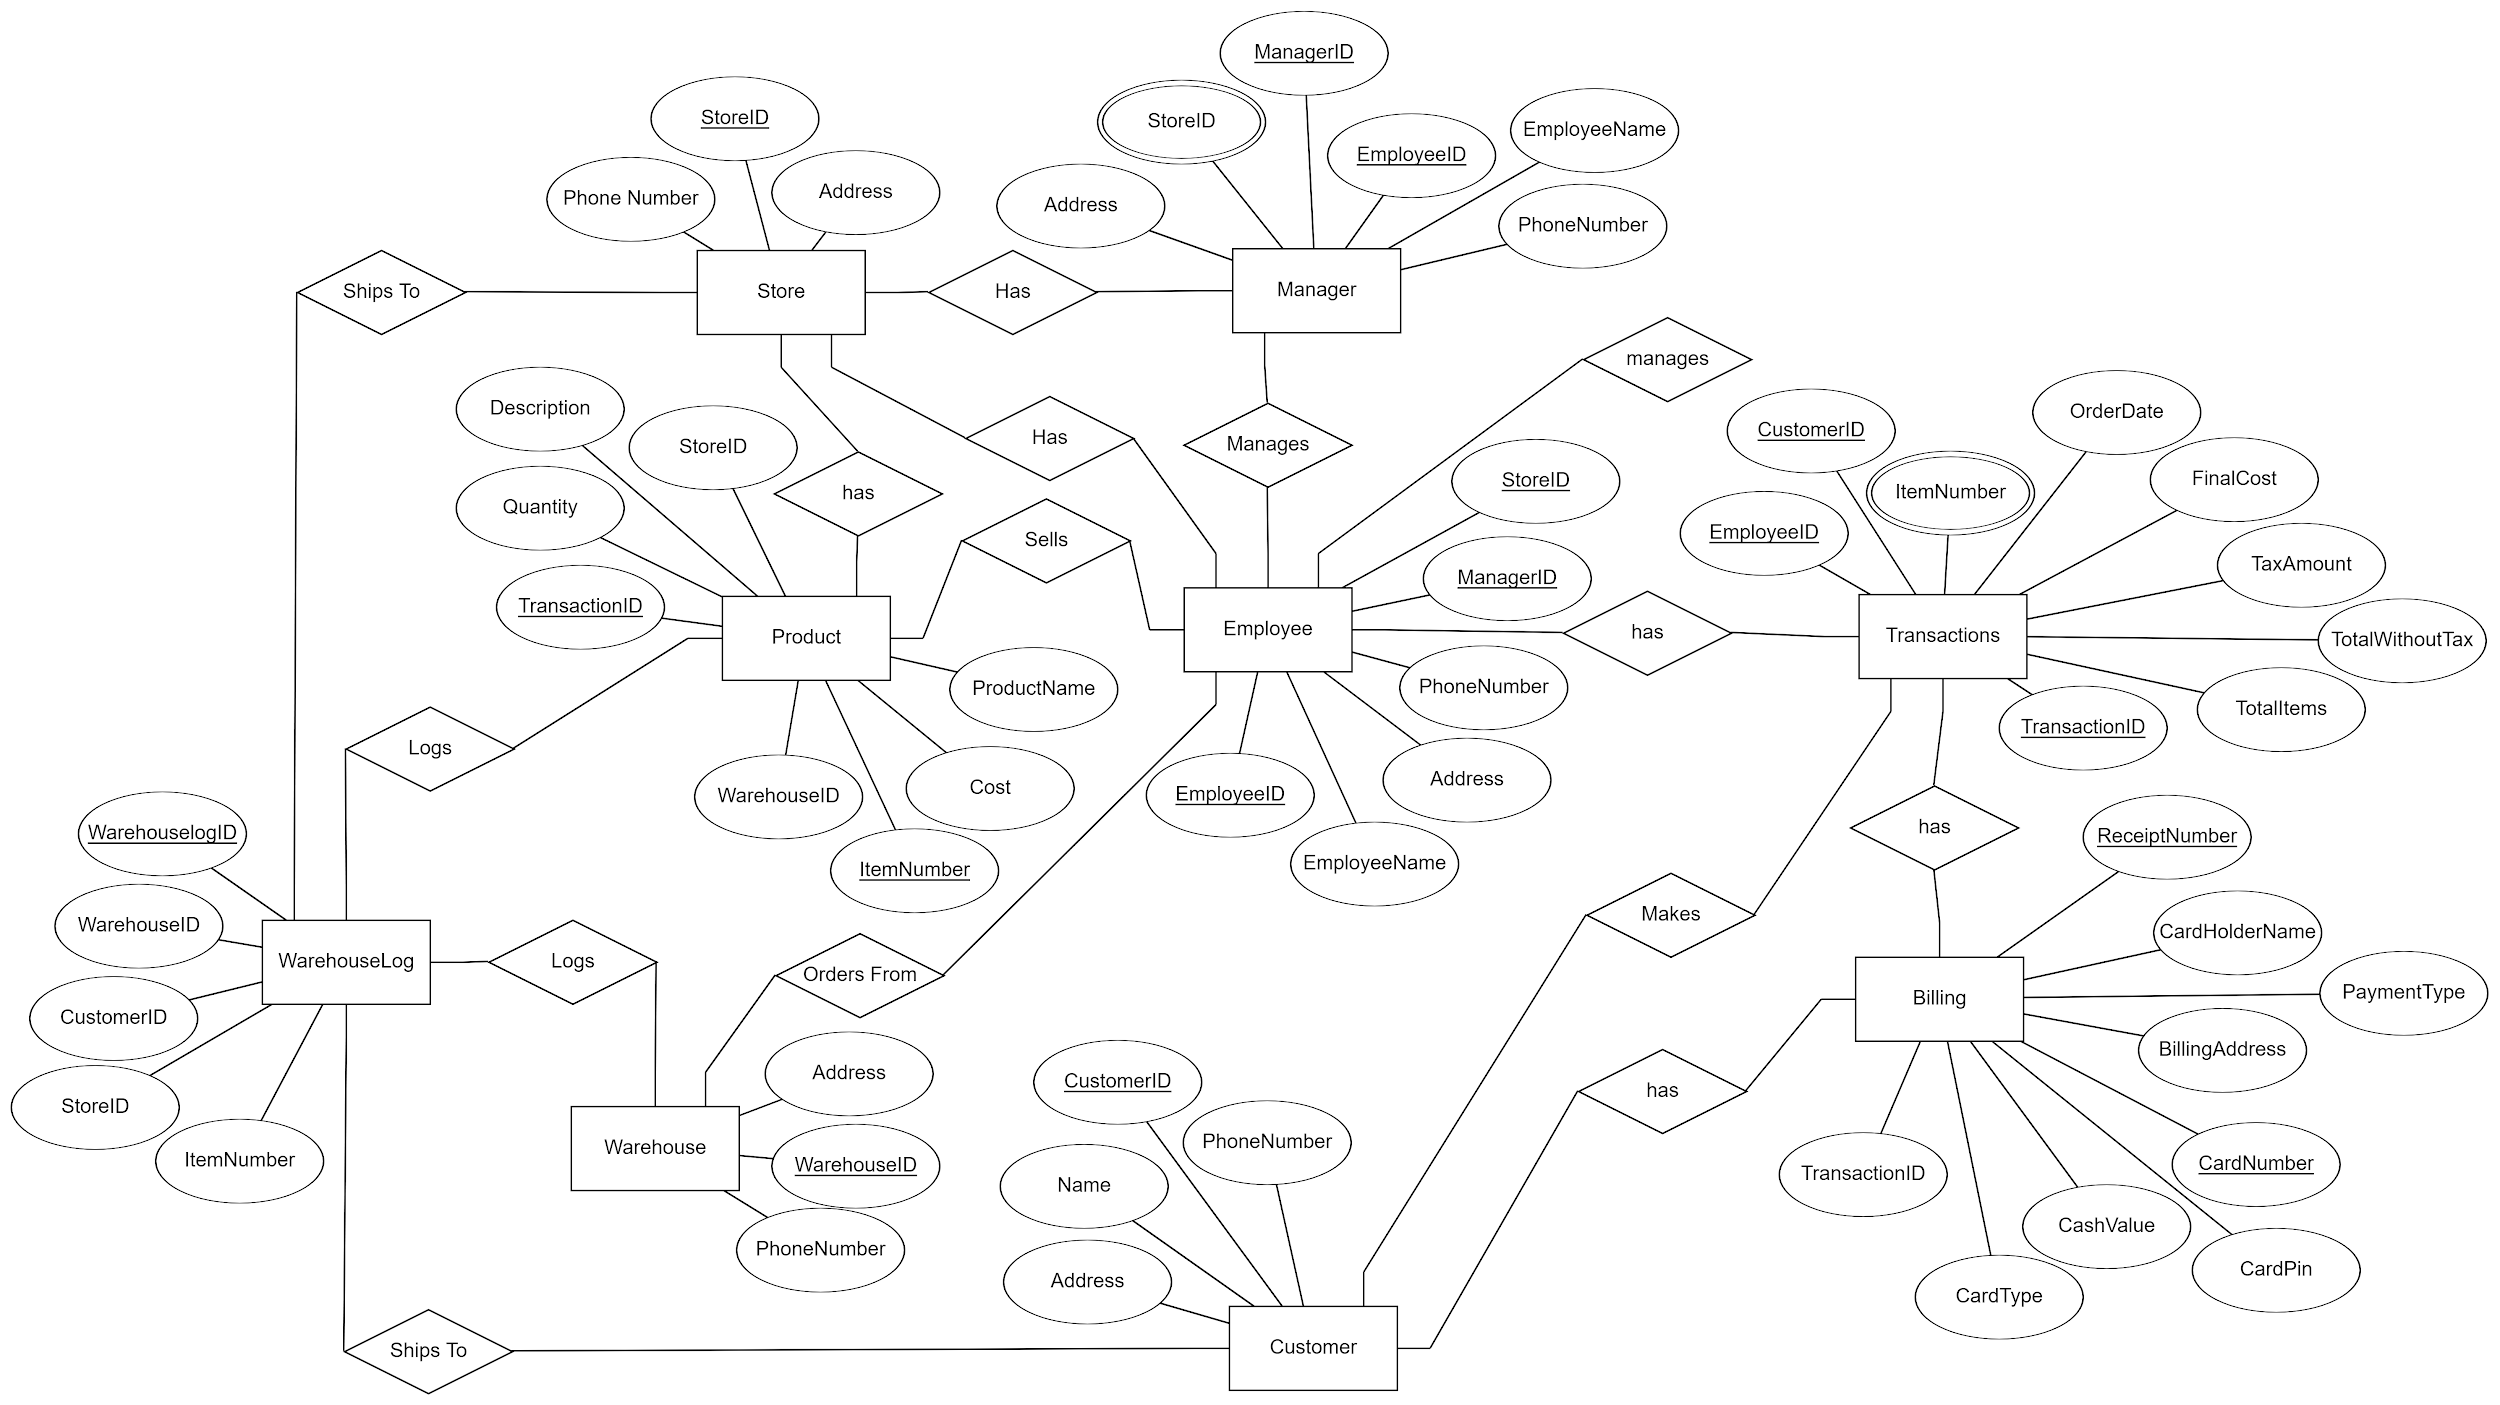 ManagerID
StoreID
StoreID
EmployeeName
EmployeeID
Phone Number
Address
Address
PhoneNumber
Ships To
Store
Has
Manager
manages
Description
StoreID
Has
Manages
CustomerID
OrderDate
Quantity
has
StoreID
ItemNumber
FinalCost
Sells
EmployeeID
TaxAmount
TransactionID
ManagerID
Product
Employee
has
Transactions
TotalWithoutTax
ProductName
PhoneNumber
TotalItems
TransactionID
Logs
WarehouseID
Cost
EmployeeID
Address
WarehouselogID
ItemNumber
EmployeeName
has
ReceiptNumber
WarehouseID
Makes
CardHolderName
WarehouseLog
Logs
Orders From
Billing
PaymentType
CustomerID
BillingAddress
StoreID
Address
CustomerID
has
ItemNumber
Warehouse
WarehouseID
PhoneNumber
TransactionID
CardNumber
Name
CashValue
PhoneNumber
Address
CardType
CardPin
Ships To
Customer